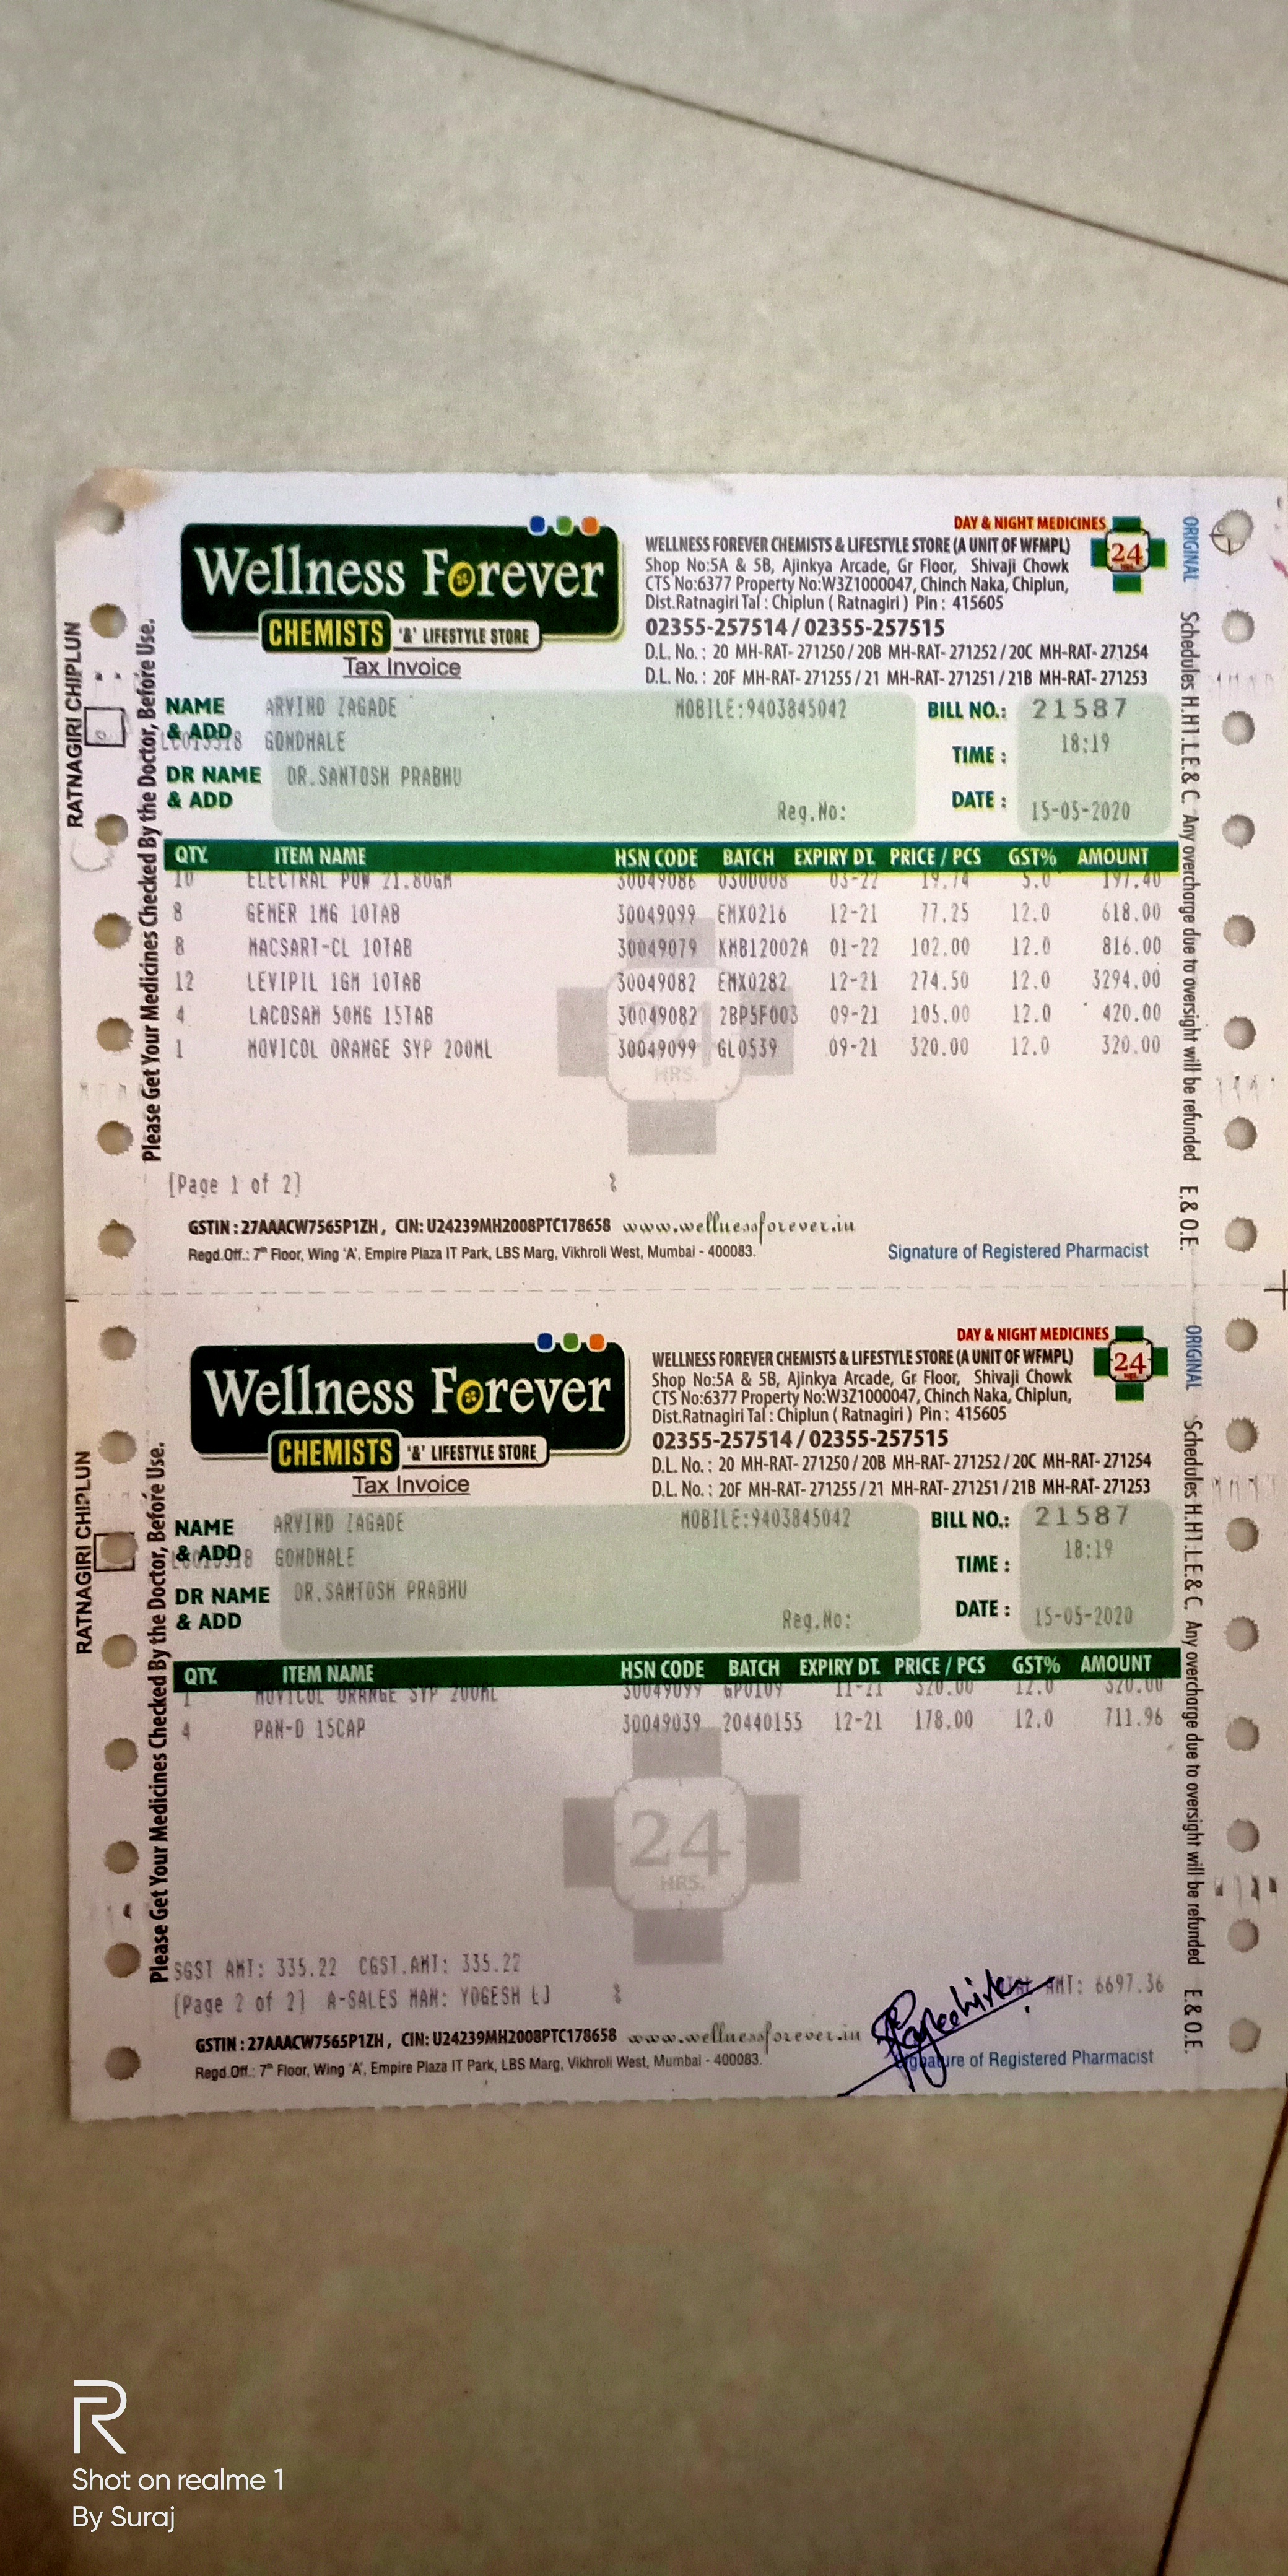 Wellness Forever
CHEMISTS '&' LIFESTYLE STORE
Tax Invoice
DAY & NIGHT MEDICINES
24
HRS.
WELLNESS FOREVER CHEMISTS & LIFESTYLE STORE (A UNIT OF WFMPL)
Shop No:5A & 5B, Ajinkya Arcade, Gr Floor, Shivaji Chowk
CTS No:6377 Property No:W3Z1000047, Chinch Naka, Chiplun,
Dist.Ratnagiri Tal : Chiplun ( Ratnagiri ) Pin : 415605
02355-257514 / 02355-257515
D.L. No. : 20 MH-RAT- 271250 / 20B MH-RAT- 271252 / 20C MH-RAT- 271254
D.L. No. : 20F MH-RAT- 271255 / 21 MH-RAT- 271251 / 21B MH-RAT- 271253
RATNAGIRI CHIPLUN
Please Get Your Medicines Checked By the Doctor, Before Use.
ORIGINAL
Schedules H.H1.L.E.& C. Any overcharge due to oversight will be refunded E.& O.E.
NAME ARVIND ZAGADE MOBILE:9403845042 BILL NO.: 21587
& ADD GONDHALE TIME : 18:19
DR NAME DR.SANTOSH PRABHU
& ADD Reg.No: DATE : 15-05-2020
QTY. ITEM NAME HSN CODE BATCH EXPIRY DT. PRICE / PCS GST% AMOUNT
10 ELECTRAL POW 21.80GM 30049086 0300008 03-22 19.74 5.0 197.40
8 GEMER 1MG 10TAB 30049099 EMX0216 12-21 77.25 12.0 618.00
8 MACSART-CL 10TAB 30049079 KMB12002A 01-22 102.00 12.0 816.00
12 LEVIPIL 1GM 10TAB 30049082 EMX0282 12-21 274.50 12.0 3294.00
4 LACOSAM 50MG 15TAB 30049082 2BP5F003 09-21 105.00 12.0 420.00
1 MOVICOL ORANGE SYP 200ML 30049099 GL0539 09-21 320.00 12.0 320.00
HRS.
[Page 1 of 2]
GSTIN : 27AAACW7565P1ZH , CIN: U24239MH2008PTC178658 www.wellnessforever.in
Regd.Off.: 7th Floor, Wing 'A', Empire Plaza IT Park, LBS Marg, Vikhroli West, Mumbai - 400083.
Signature of Registered Pharmacist
Wellness Forever
CHEMISTS '&' LIFESTYLE STORE
Tax Invoice
DAY & NIGHT MEDICINES
24
HRS.
WELLNESS FOREVER CHEMISTS & LIFESTYLE STORE (A UNIT OF WFMPL)
Shop No:5A & 5B, Ajinkya Arcade, Gr Floor, Shivaji Chowk
CTS No:6377 Property No:W3Z1000047, Chinch Naka, Chiplun,
Dist.Ratnagiri Tal : Chiplun ( Ratnagiri ) Pin : 415605
02355-257514 / 02355-257515
D.L. No. : 20 MH-RAT- 271250 / 20B MH-RAT- 271252 / 20C MH-RAT- 271254
D.L. No. : 20F MH-RAT- 271255 / 21 MH-RAT- 271251 / 21B MH-RAT- 271253
RATNAGIRI CHIPLUN
Please Get Your Medicines Checked By the Doctor, Before Use.
ORIGINAL
Schedules H.H1.L.E.& C. Any overcharge due to oversight will be refunded E.& O.E.
NAME ARVIND ZAGADE MOBILE:9403845042 BILL NO.: 21587
& ADD GONDHALE TIME : 18:19
DR NAME DR.SANTOSH PRABHU
& ADD Reg.No: DATE : 15-05-2020
QTY. ITEM NAME HSN CODE BATCH EXPIRY DT. PRICE / PCS GST% AMOUNT
1 MOVICOL ORANGE SYP 200ML 30049099 GP0109 11-21 320.00 12.0 320.00
4 PAN-D 15CAP 30049039 20440155 12-21 178.00 12.0 711.96
24
HRS.
SGST AMT: 335.22 CGST.AMT: 335.22
AMT: 6697.36
[Page 2 of 2] A-SALES MAN: YOGESH LJ
GSTIN : 27AAACW7565P1ZH , CIN: U24239MH2008PTC178658 www.wellnessforever.in
Regd.Off.: 7th Floor, Wing 'A', Empire Plaza IT Park, LBS Marg, Vikhroli West, Mumbai - 400083.
Signature of Registered Pharmacist
R
Shot on realme 1
By Suraj